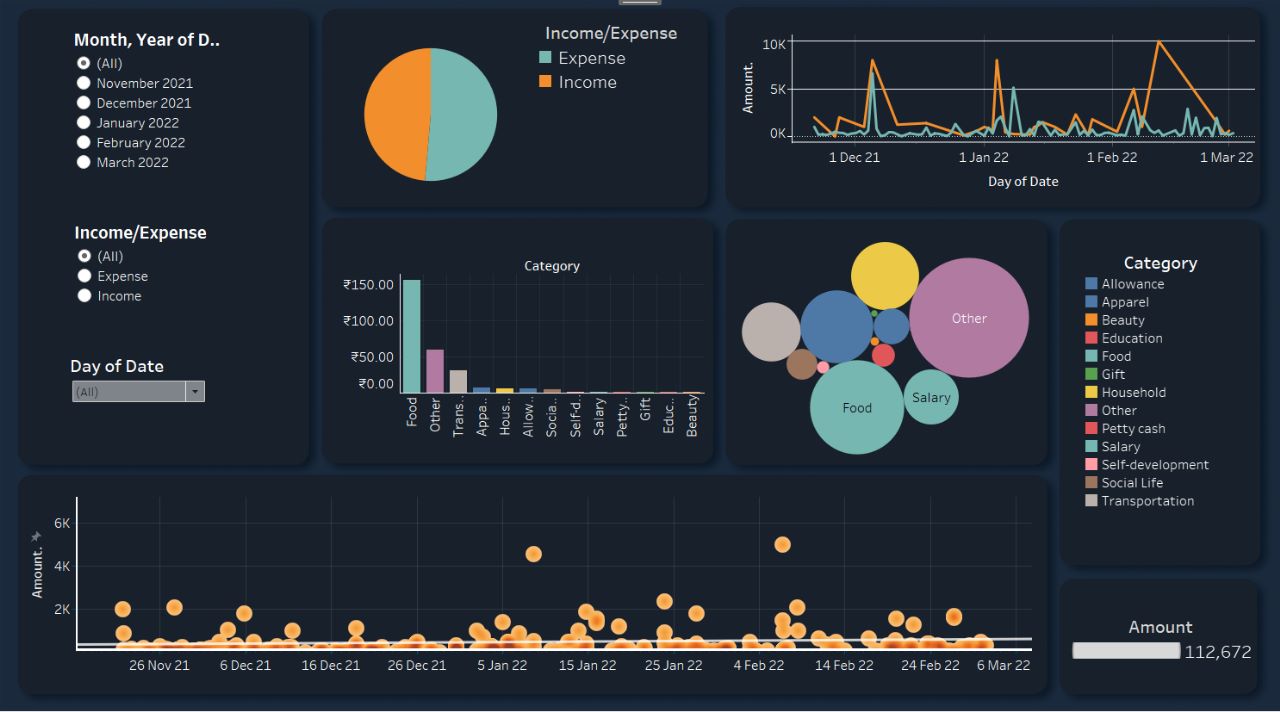 Month, Year of D..
(All)
November 2021
December 2021
January 2022
February 2022
March 2022
Income/Expense
(All)
Expense
Income
Day of Date
(All)
Income/Expense
Expense
Income
10K
5K
0K
Amount.
1 Dec 21 1 Jan 22 1 Feb 22 1 Mar 22
Day of Date
Category
₹150.00
₹100.00
₹50.00
₹0.00
Food
Other
Trans..
Appa..
Hous..
Allow..
Socia..
Self-d..
Salary
Petty..
Gift
Educ..
Beauty
Other
Salary
Food
Category
Allowance
Apparel
Beauty
Education
Food
Gift
Household
Other
Petty cash
Salary
Self-development
Social Life
Transportation
6K
4K
2K
Amount.
26 Nov 21 6 Dec 21 16 Dec 21 26 Dec 21 5 Jan 22 15 Jan 22 25 Jan 22 4 Feb 22 14 Feb 22 24 Feb 22 6 Mar 22
Amount
112,672